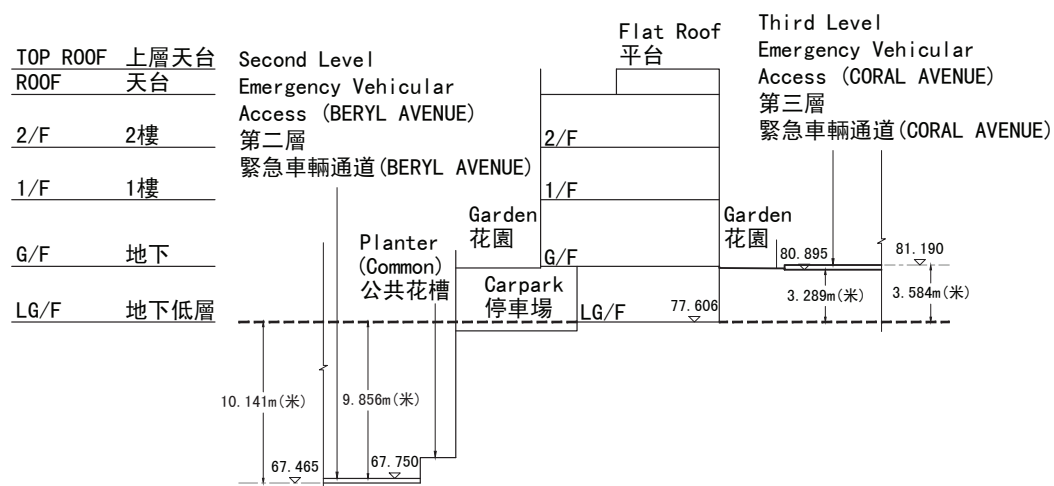 TOP ROOF 上層天台
ROOF 天台
2/F 2樓
1/F 1樓
G/F 地下
LG/F 地下低層
Second Level
Emergency Vehicular
Access (BERYL AVENUE)
第二層
緊急車輛通道(BERYL AVENUE)
Planter
(Common)
公共花槽
Garden
花園
Carpark
停車場
Flat Roof
平台
2/F
1/F
G/F
LG/F
77.606
Third Level
Emergency Vehicular
Access (CORAL AVENUE)
第三層
緊急車輛通道(CORAL AVENUE)
Garden
花園
80.895
81.190
3.289m(米)
3.584m(米)
10.141m(米)
9.856m(米)
67.465
67.750